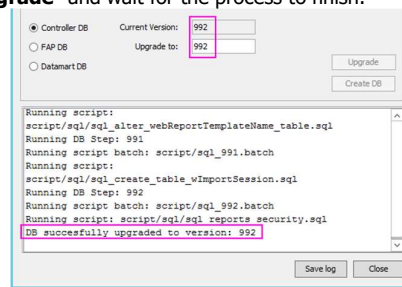 grade" and wait for the process to finish.
Controller DB Current Version: 992
FAP DB Upgrade to: 992
Datamart DB
Upgrade
Create DB
Running script:
script/sql/sql_alter_webReportTemplateName_table.sql
Running DB Step: 991
Running script batch: script/sql_991.batch
Running script:
script/sql/sql_create_table_wImportSession.sql
Running DB Step: 992
Running script batch: script/sql_992.batch
Running script: script/sql/sql reports security.sql
DB succesfully upgraded to version: 992
Save log Close